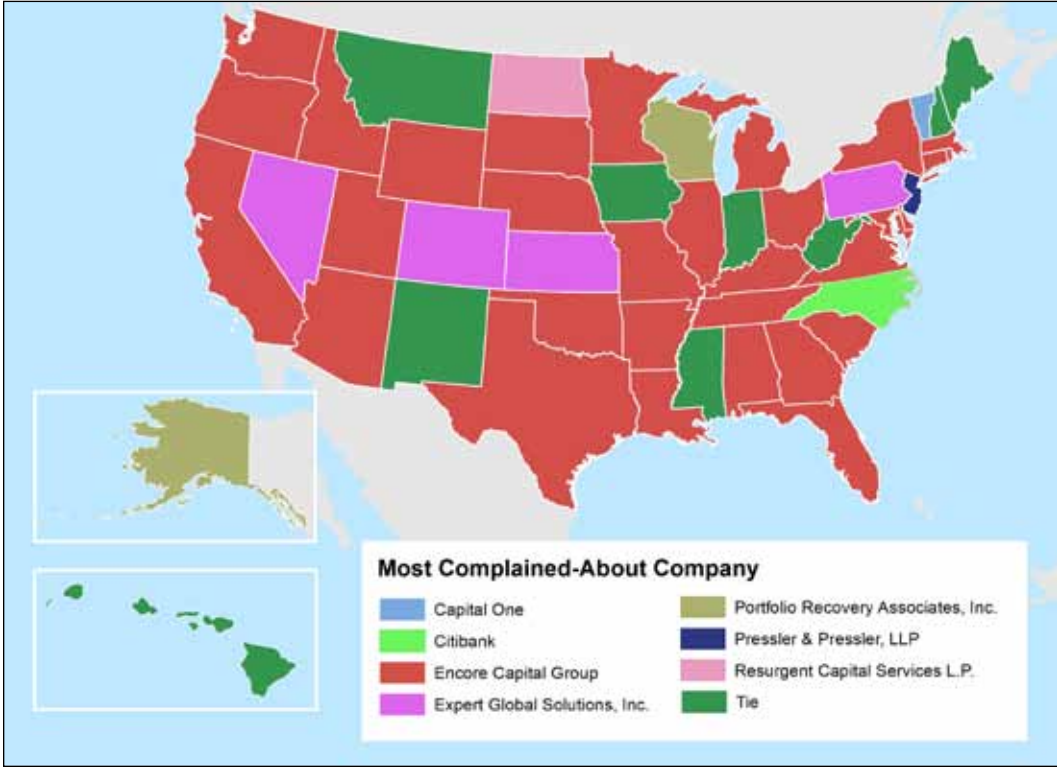 Most Complained-About Company
Capital One
Citibank
Encore Capital Group
Expert Global Solutions, Inc.
Portfolio Recovery Associates, Inc.
Pressler & Pressler, LLP
Resurgent Capital Services L.P.
Tie